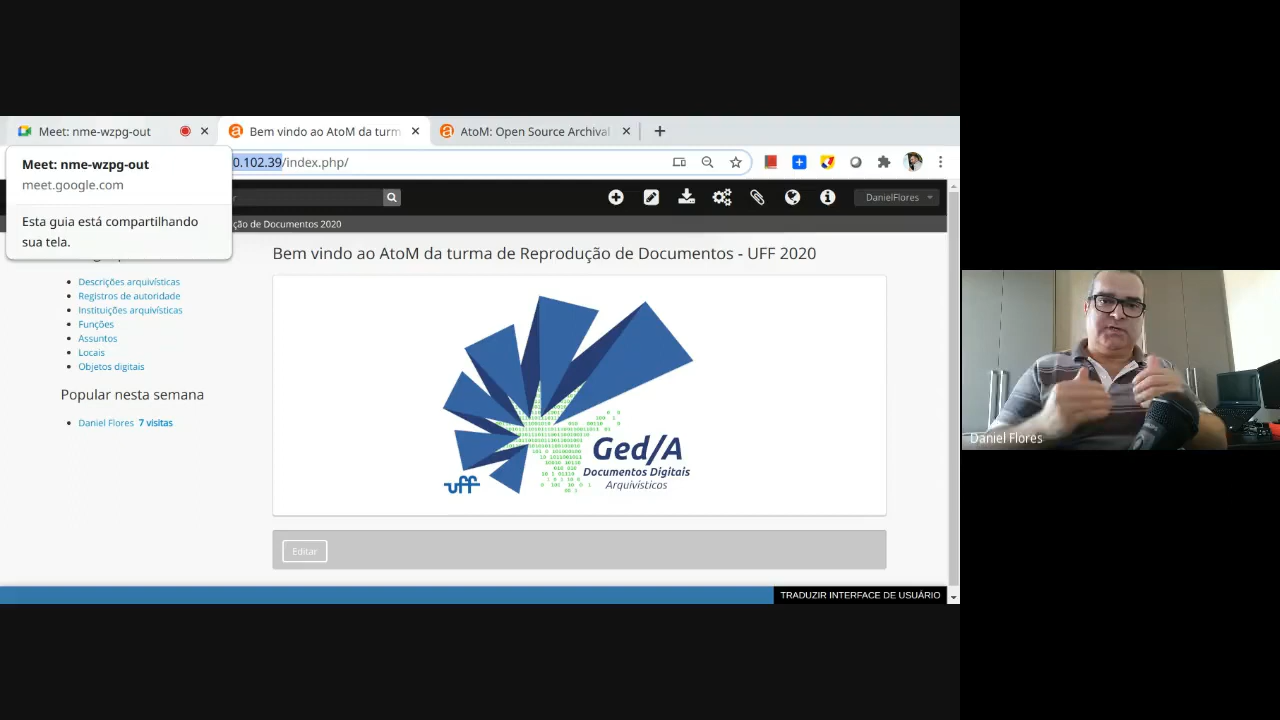 Meet: nme-wzpg-out
Bem vindo ao AtoM da turm
AtoM: Open Source Archival
0.102.39/index.php/
Meet: nme-wzpg-out
meet.google.com
Esta guia está compartilhando
sua tela.
DanielFlores
ção de Documentos 2020
Bem vindo ao AtoM da turma de Reprodução de Documentos - UFF 2020
Descrições arquivísticas
Registros de autoridade
Instituições arquivísticas
Funções
Assuntos
Locais
Objetos digitais
Popular nesta semana
Daniel Flores 7 visitas
uff
Ged/A
Documentos Digitais
Arquivísticos
Editar
TRADUZIR INTERFACE DE USUÁRIO
Daniel Flores